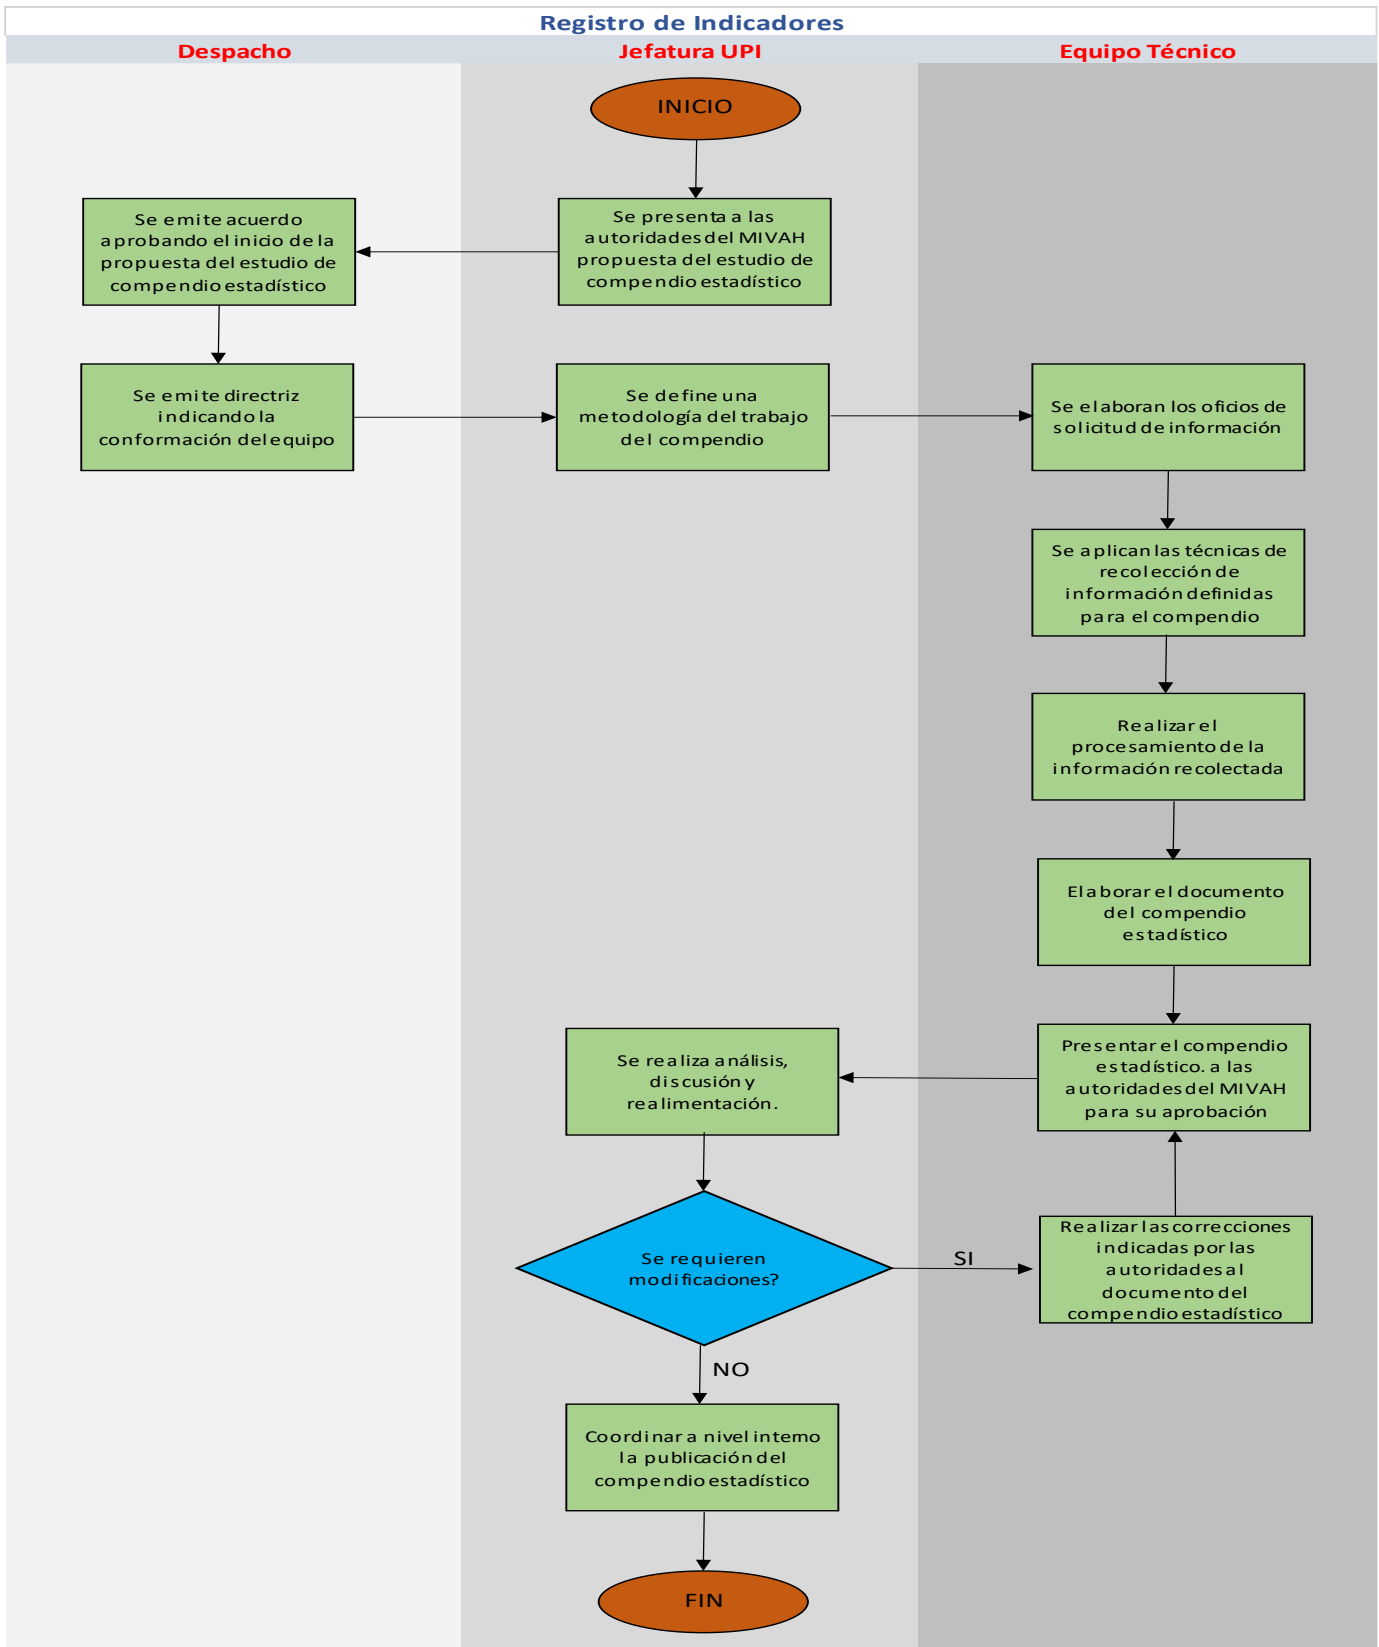 Registro de Indicadores
Despacho
Jefatura UPI
Equipo Técnico
INICIO
Se emite acuerdo
aprobando el inicio de la
propuesta del estudio de
compendio estadístico
Se presenta a las
autoridades del MIVAH
propuesta del estudio de
compendio estadístico
Se emite directriz
indicando la
conformación del equipo
Se define una
metodología del trabajo
del compendio
Se elaboran los oficios de
solicitud de información
Se aplican las técnicas de
recolección de
información definidas
para el compendio
Realizar el
procesamiento de la
información recolectada
Elaborar el documento
del compendio
estadístico
Presentar el compendio
estadístico. a las
autoridades del MIVAH
para su aprobación
Se realiza análisis,
discusión y
realimentación.
Se requieren
modificaciones?
SI
Realizar las correcciones
indicadas por las
autoridades al
documento del
compendio estadístico
NO
Coordinar a nivel interno
la publicación del
compendio estadístico
FIN